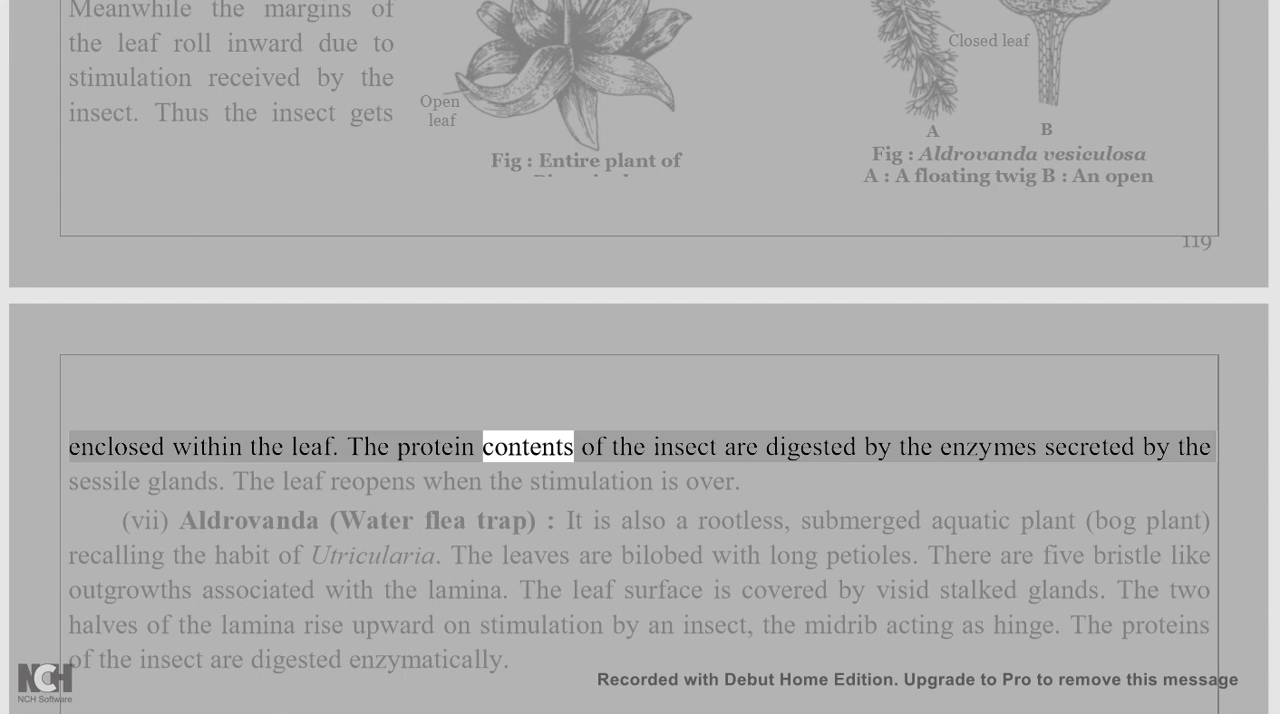 Meanwhile the margins of
the leaf roll inward due to
stimulation received by the
insect. Thus the insect gets
Open
leaf
Fig : Entire plant of
Closed leaf
A
B
Fig : Aldrovanda vesiculosa
A : A floating twig B : An open
119
enclosed within the leaf. The protein contents of the insect are digested by the enzymes secreted by the
sessile glands. The leaf reopens when the stimulation is over.
(vii) Aldrovanda (Water flea trap) : It is also a rootless, submerged aquatic plant (bog plant)
recalling the habit of Utricularia. The leaves are bilobed with long petioles. There are five bristle like
outgrowths associated with the lamina. The leaf surface is covered by visid stalked glands. The two
halves of the lamina rise upward on stimulation by an insect, the midrib acting as hinge. The proteins
of the insect are digested enzymatically.
NCH
NCH Software
Recorded with Debut Home Edition. Upgrade to Pro to remove this message